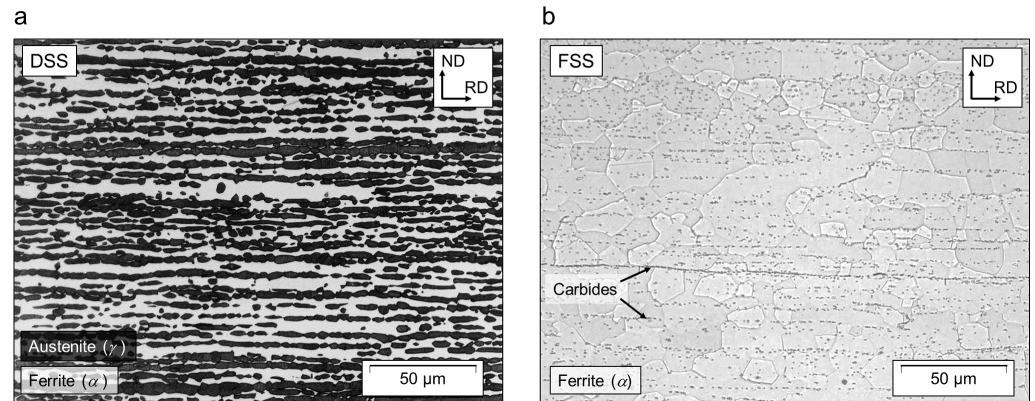 a
DSS
ND
RD
Austenite (γ)
Ferrite (α)
50 µm
b
FSS
ND
RD
Carbides
Ferrite (α)
50 µm